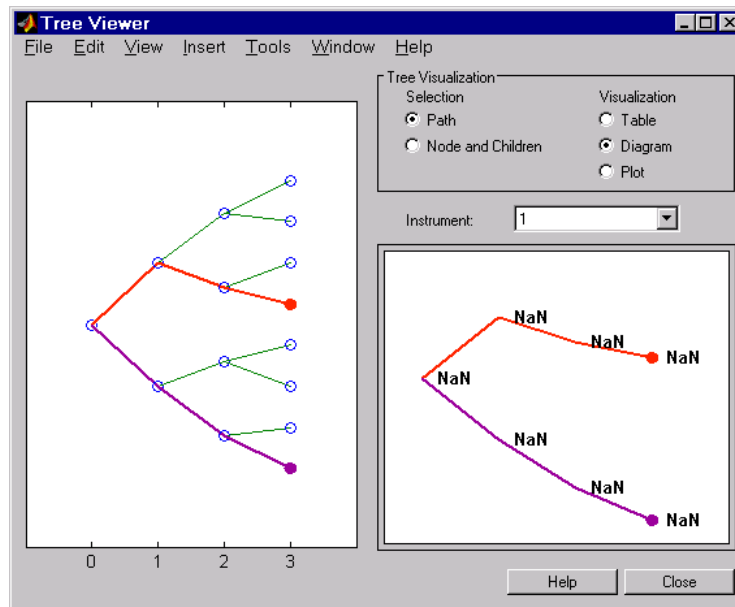 Tree Viewer
File Edit View Insert Tools Window Help
Tree Visualization
Selection Visualization
Path Table
Node and Children Diagram
Plot
Instrument: 1
NaN
NaN
NaN
NaN
NaN
NaN
NaN
0 1 2 3
Help Close